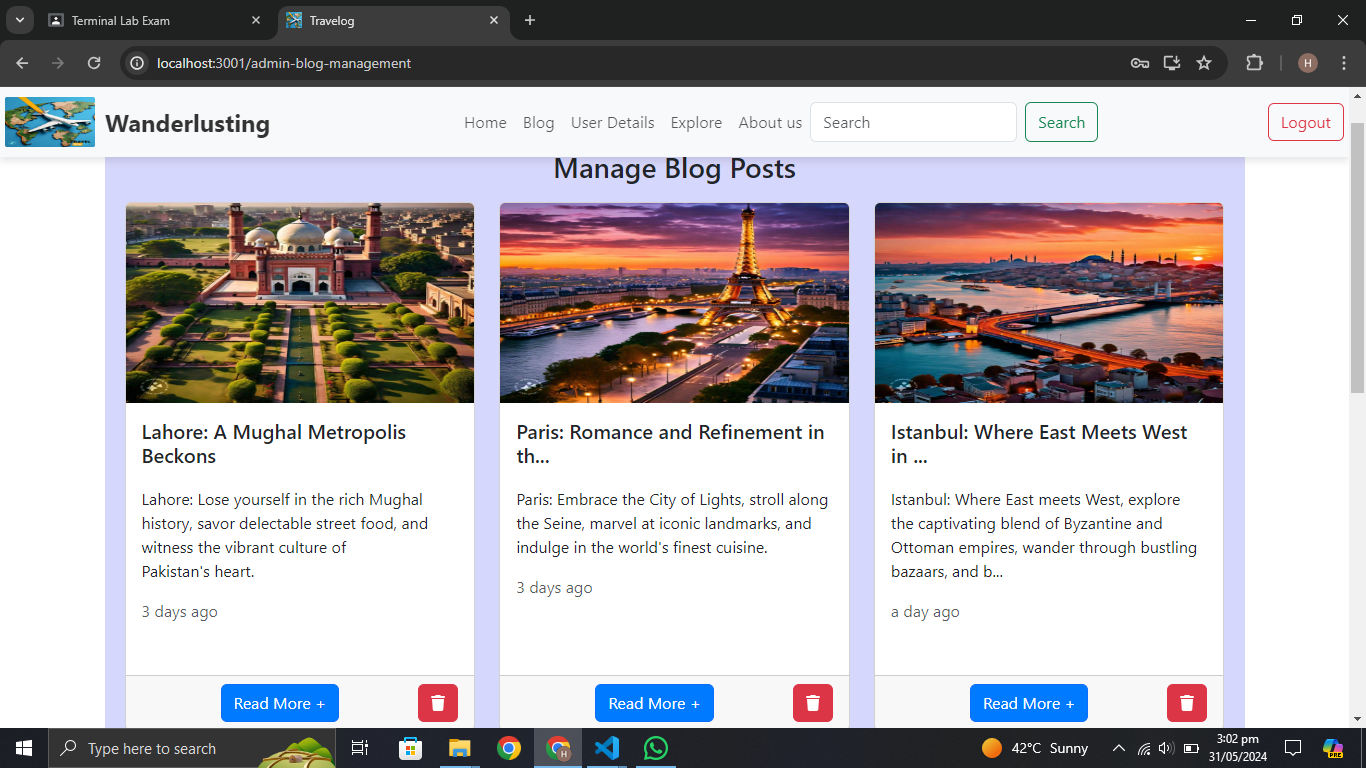 Terminal Lab Exam
Travelog
localhost:3001/admin-blog-management
H
Wanderlusting
Home
Blog
User Details
Explore
About us
Search
Search
Logout
Manage Blog Posts
Lahore: A Mughal Metropolis
Beckons
Lahore: Lose yourself in the rich Mughal
history, savor delectable street food, and
witness the vibrant culture of
Pakistan's heart.
3 days ago
Read More +
Paris: Romance and Refinement in
th...
Paris: Embrace the City of Lights, stroll along
the Seine, marvel at iconic landmarks, and
indulge in the world's finest cuisine.
3 days ago
Read More +
Istanbul: Where East Meets West
in ...
Istanbul: Where East meets West, explore
the captivating blend of Byzantine and
Ottoman empires, wander through bustling
bazaars, and b...
a day ago
Read More +
Type here to search
H
42°C Sunny
3:02 pm
31/05/2024
PRE